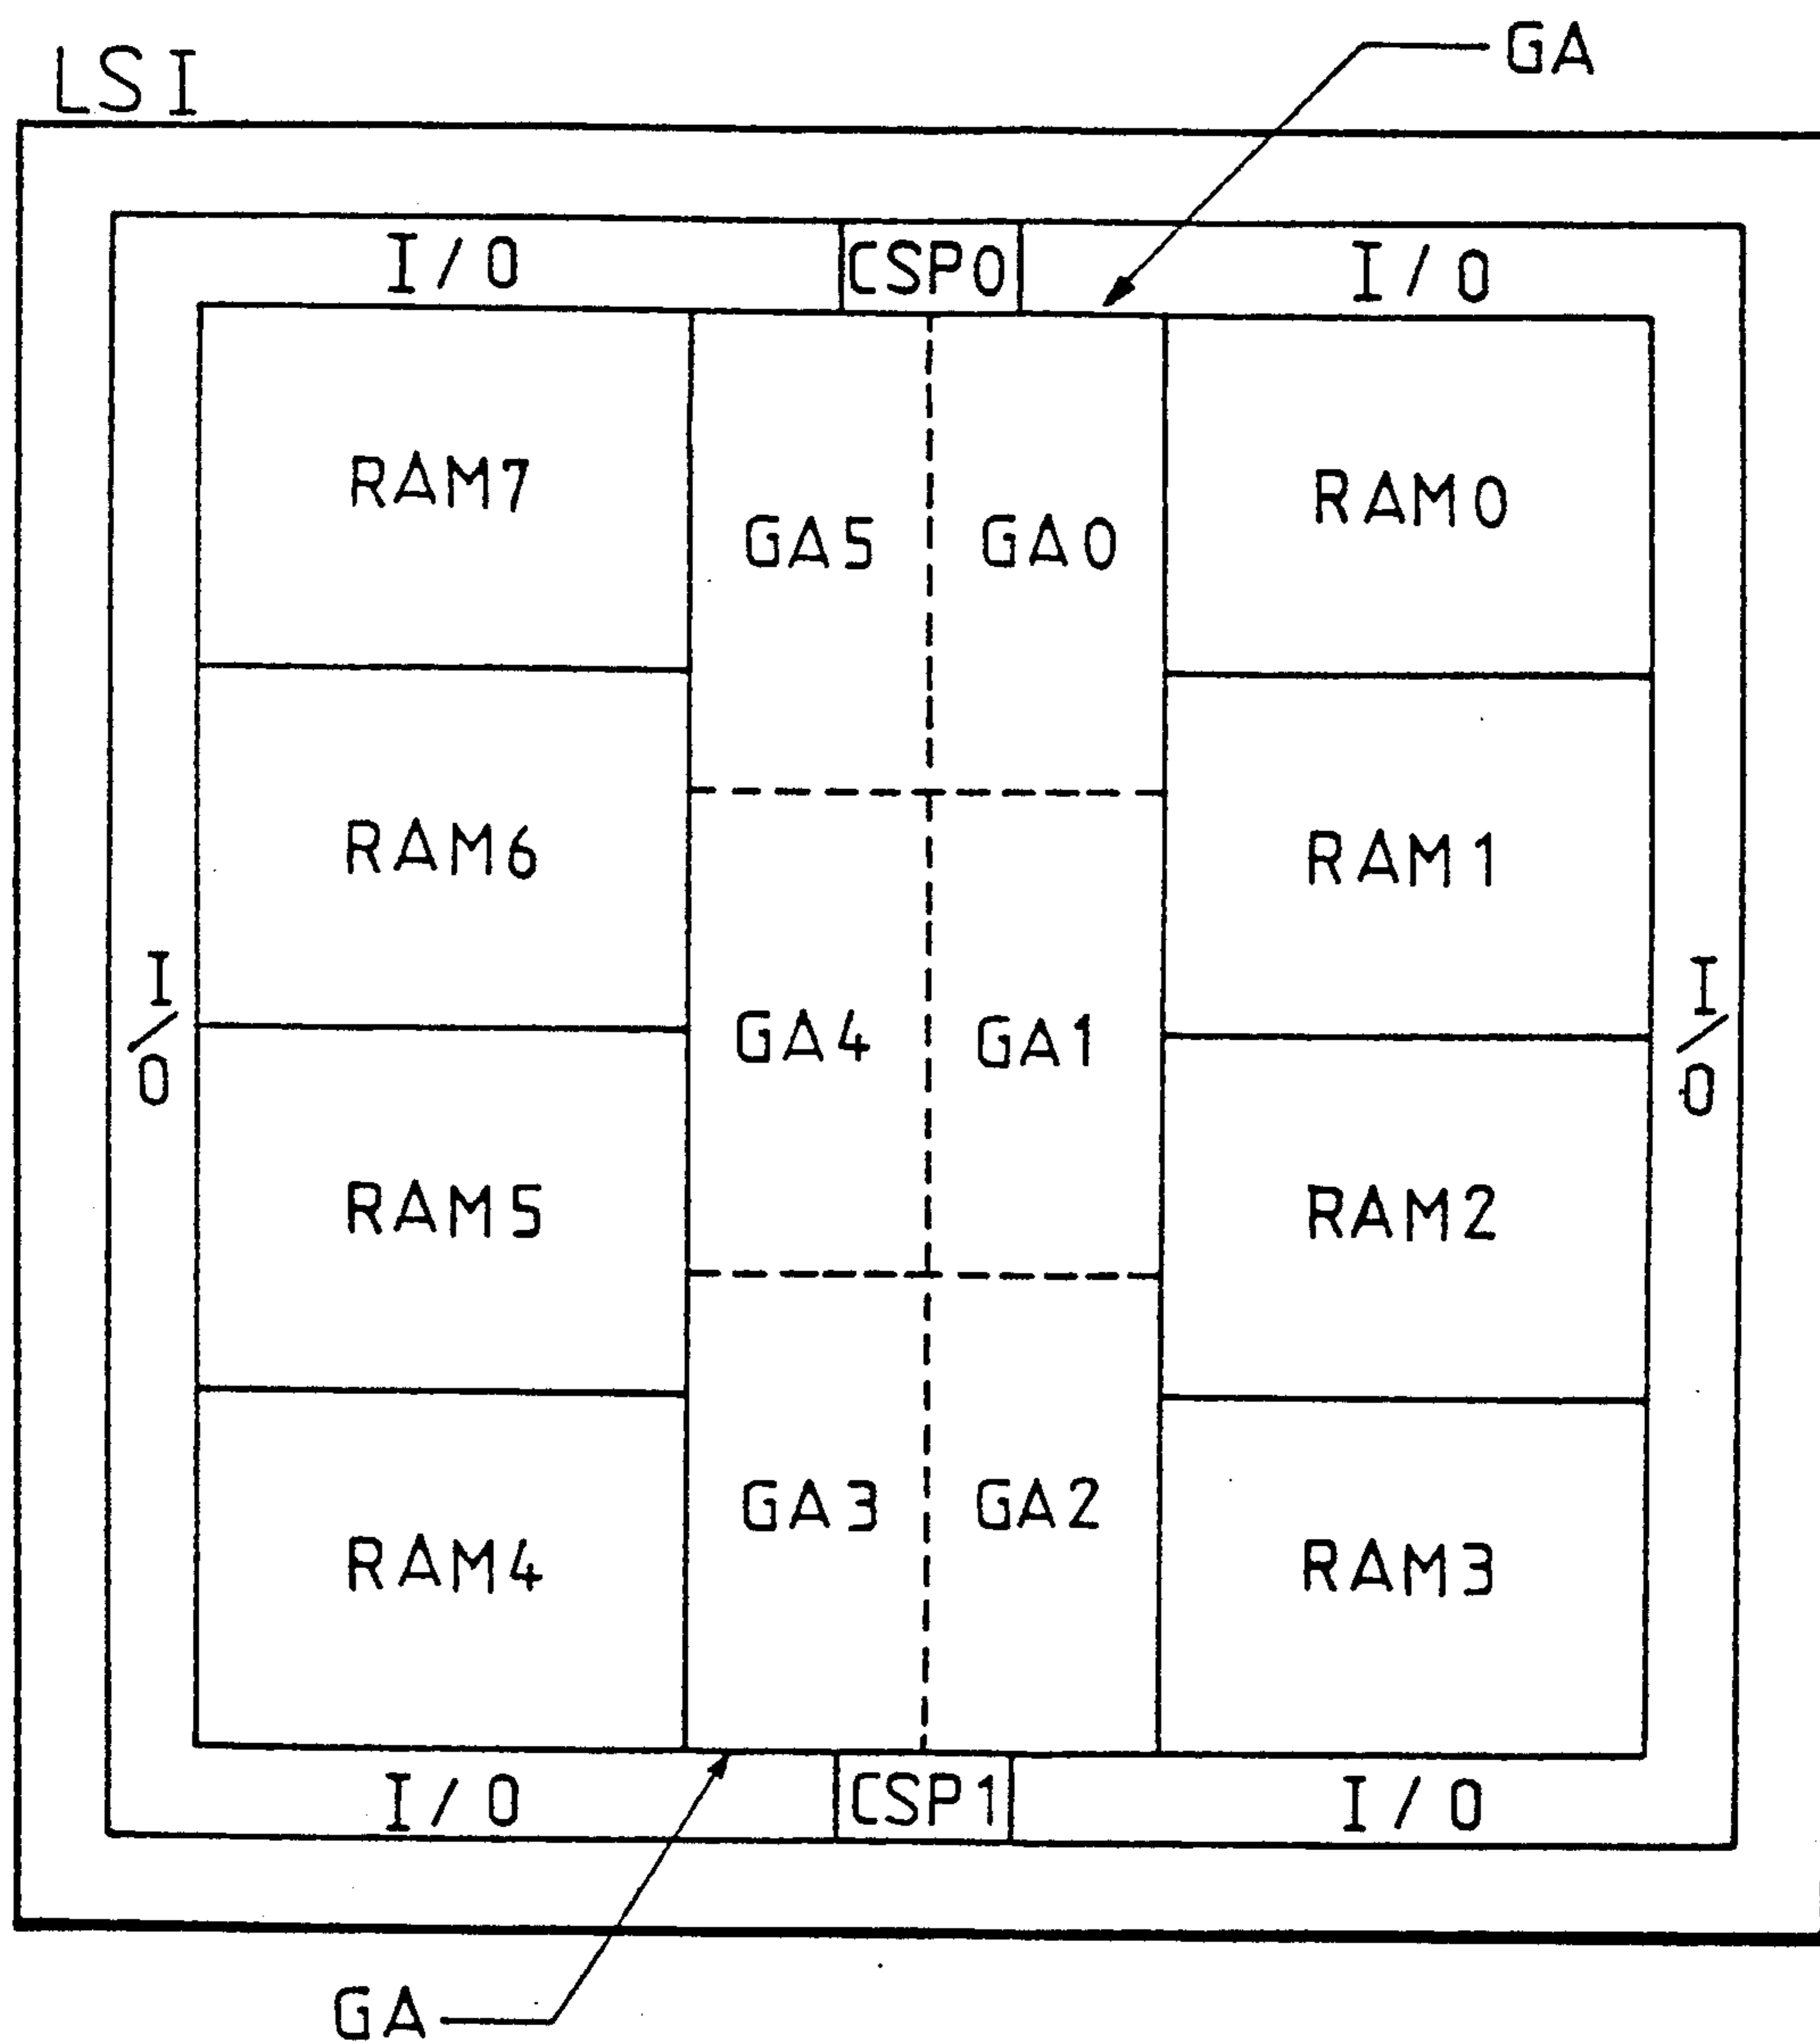 GA
LSI
I/O
CSP0
I/O
RAM7
RAM0
GA5
GA0
RAM6
RAM1
I/O
GA4
GA1
I/O
RAM5
RAM2
GA3
GA2
RAM4
RAM3
I/O
CSP1
I/O
GA